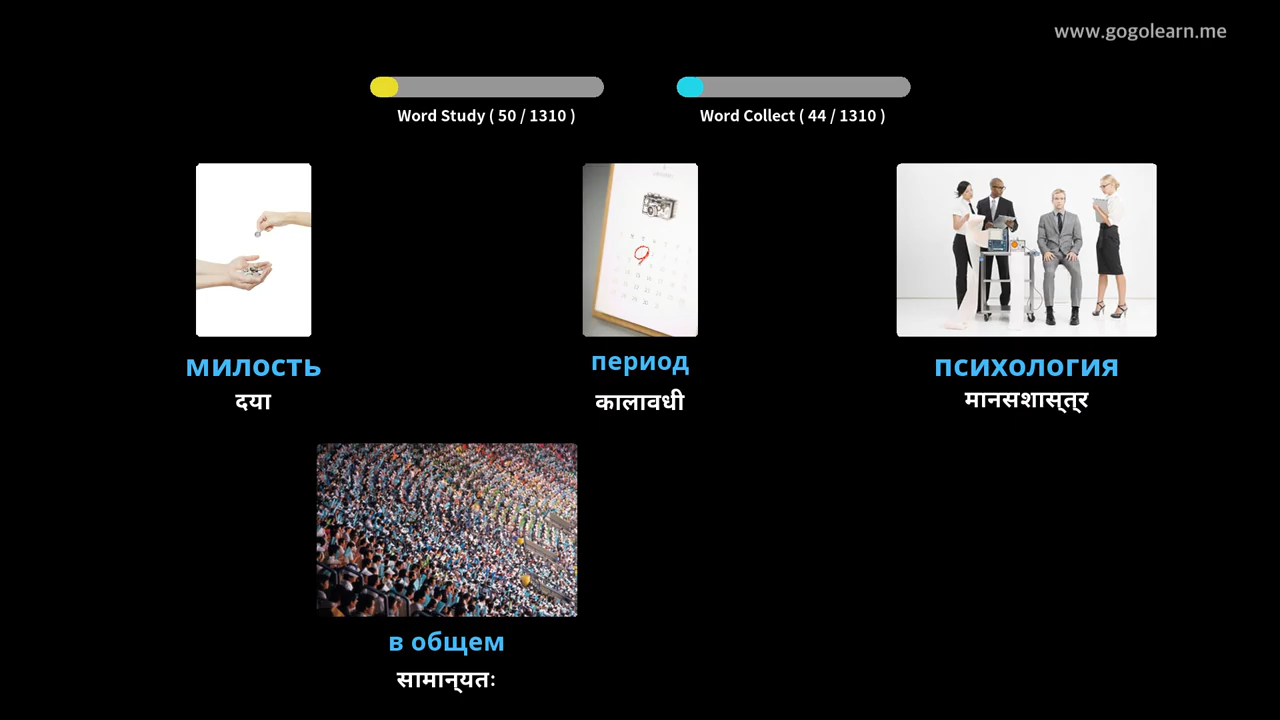 www.gogolearn.me
Word Study ( 50 / 1310 )
Word Collect ( 44 / 1310 )
милость
दया
период
कालावधी
психология
मानसशास्त्र
в общем
सामान्यतः